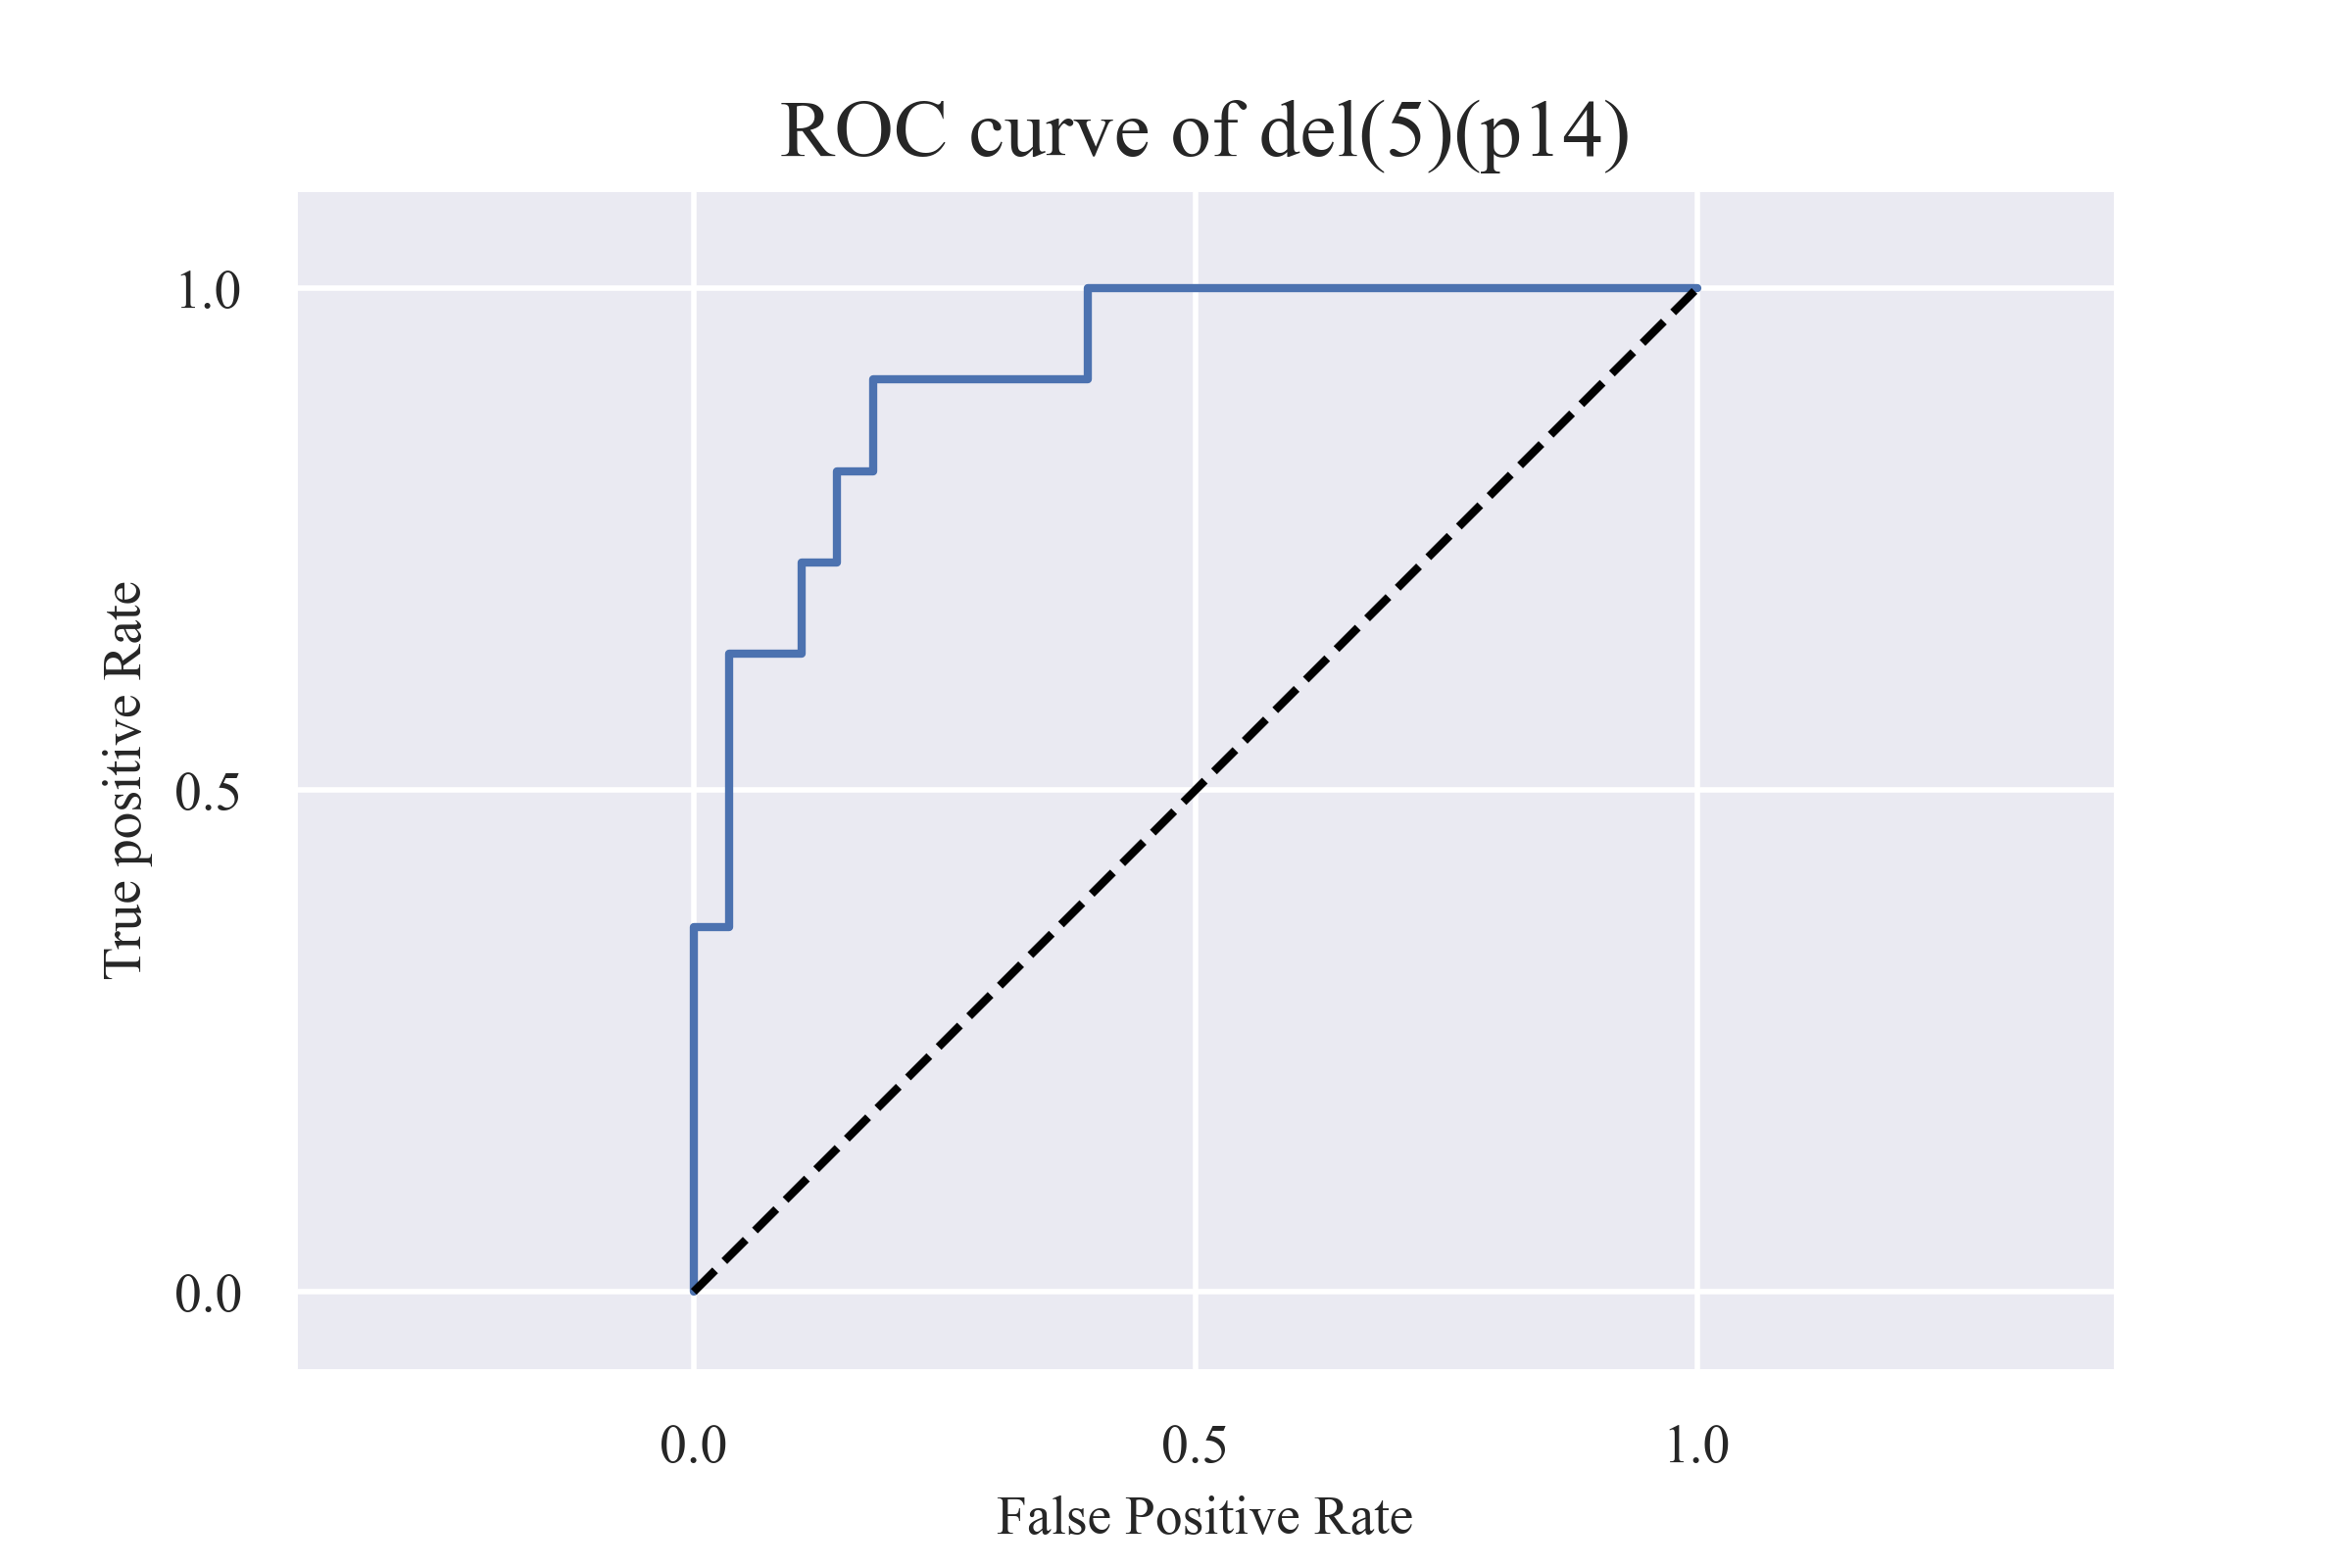 ROC curve of del(5)(p14)
1.0
0.5
0.0
True positive Rate
0.0 0.5 1.0
False Positive Rate